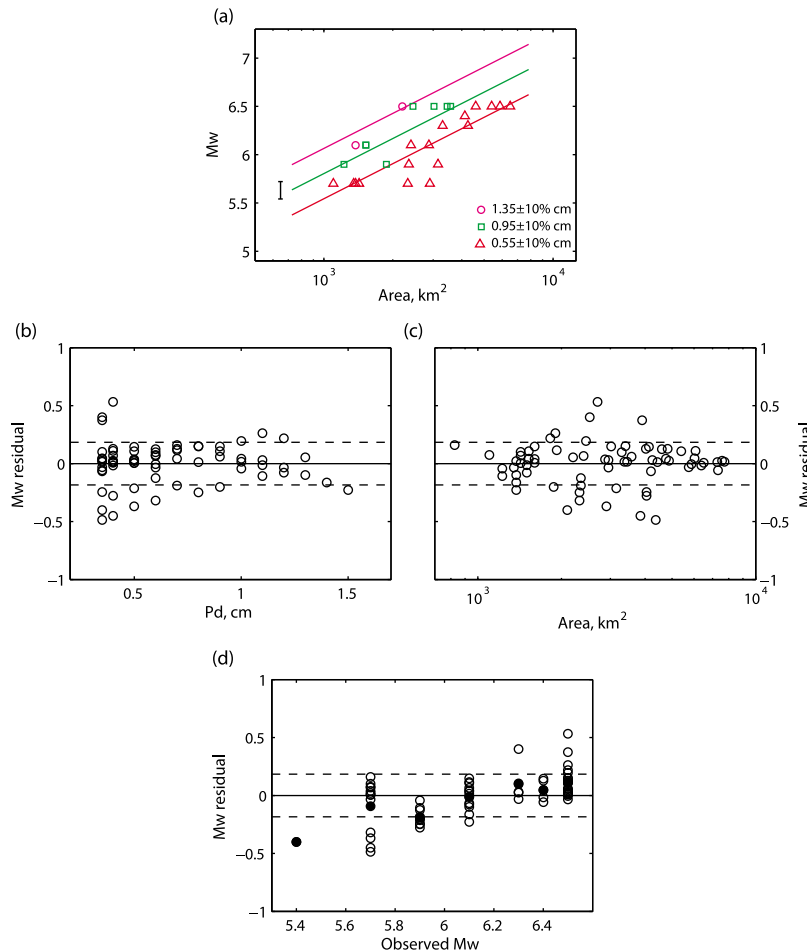 (a)
7
6.5
6
5.5
5
Mw
1.35±10% cm
0.95±10% cm
0.55±10% cm
10^3
10^4
Area, km^2
(b)
1
0.5
0
−0.5
−1
Mw residual
0.5
1
1.5
Pd, cm
(c)
1
0.5
0
−0.5
−1
Mw residual
10^3
10^4
Area, km^2
(d)
1
0.5
0
−0.5
−1
Mw residual
5.4
5.6
5.8
6
6.2
6.4
Observed Mw